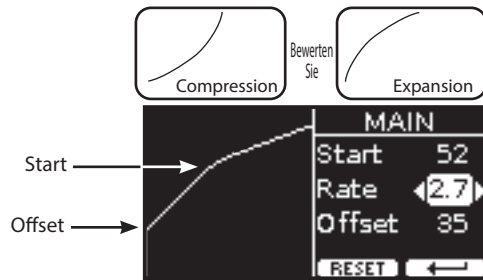 Compression
Bewerten
Sie
Expansion
MAIN
Start 52
Rate 2.7
Offset 35
RESET
Start
Offset